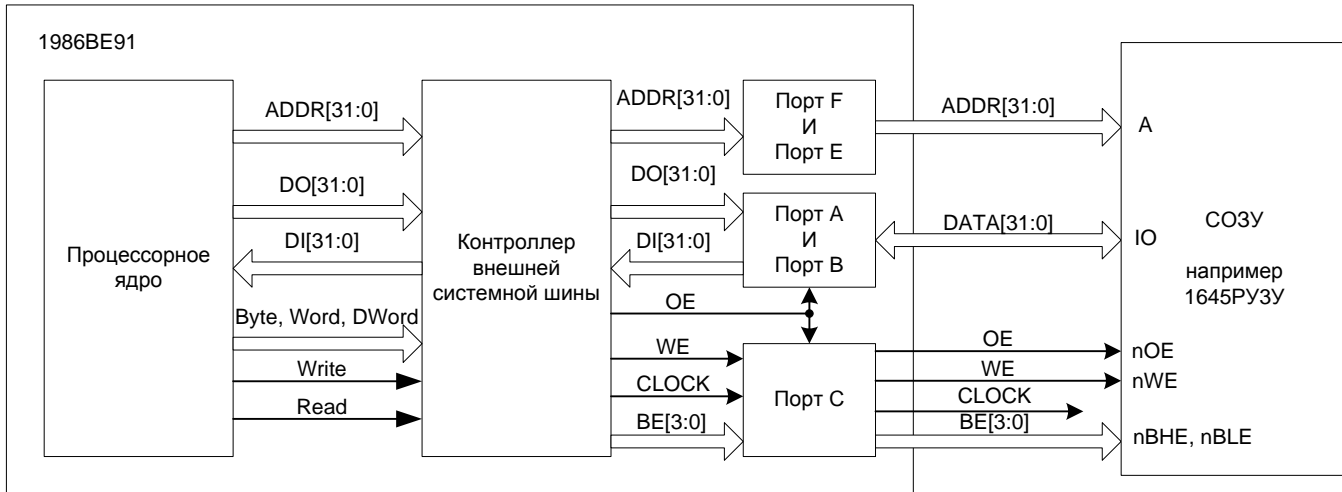 1986ВЕ91
Процессорное
ядро
ADDR[31:0]
DO[31:0]
DI[31:0]
Byte, Word, DWord
Write
Read
Контроллер
внешней
системной шины
ADDR[31:0]
DO[31:0]
DI[31:0]
OE
WE
CLOCK
BE[3:0]
Порт F
И
Порт E
Порт A
И
Порт B
Порт C
ADDR[31:0]
DATA[31:0]
OE
WE
CLOCK
BE[3:0]
A
IO
nOE
nWE
nBHE, nBLE
СОЗУ
например
1645РУ3У